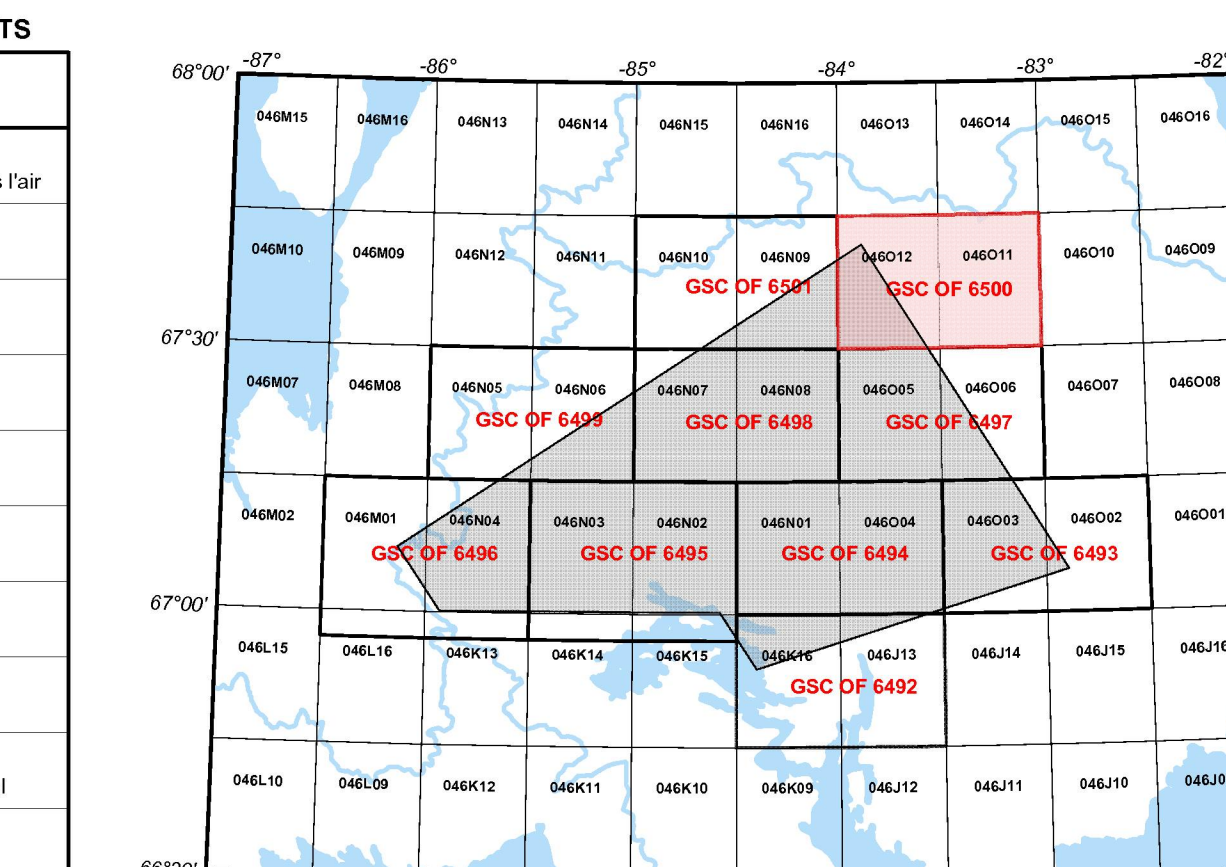 TS
-87° -86° -85° -84° -83° -82°
68°00'
046M15 046M16 046N13 046N14 046N15 046N16 046O13 046O14 046O15 046O16
s l'air
046M10 046M09 046N12 046N11 046N10 046N09 046O12 046O11 046O10 046O09
GSC OF 6501 GSC OF 6500
67°30'
046M07 046M08 046N05 046N06 046N07 046N08 046O05 046O06 046O07 046O08
GSC OF 6499 GSC OF 6498 GSC OF 6497
046M02 046M01 046N04 046N03 046N02 046N01 046O04 046O03 046O02 046O01
GSC OF 6496 GSC OF 6495 GSC OF 6494 GSC OF 6493
67°00'
046L15 046L16 046K13 046K14 046K15 046K16 046J13 046J14 046J15 046J16
GSC OF 6492
046L10 046L09 046K12 046K11 046K10 046K09 046J12 046J11 046J10 046J0
l